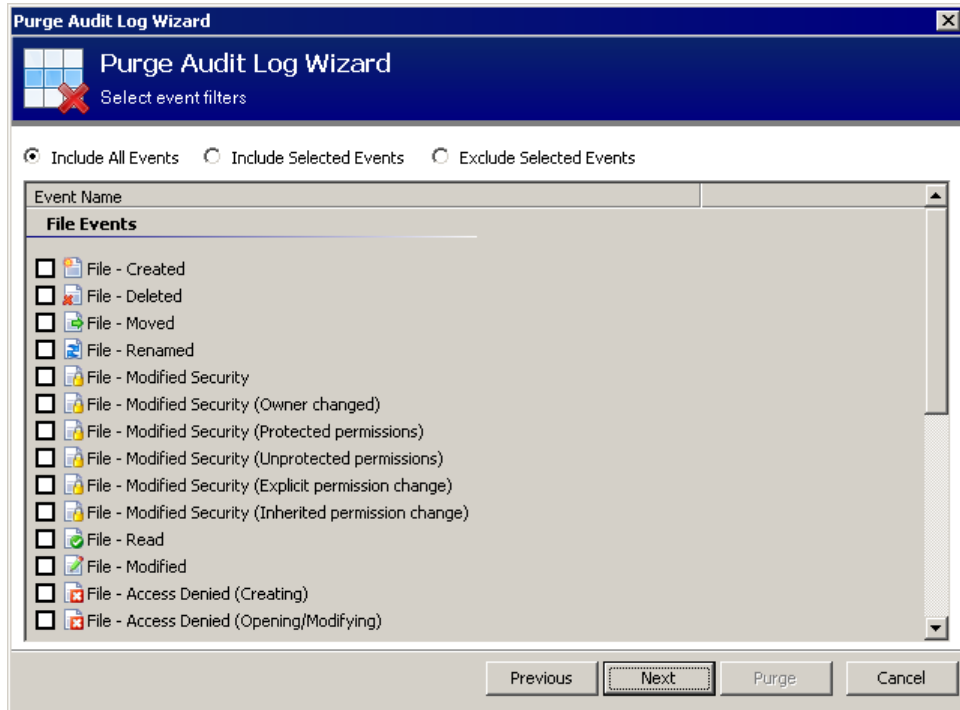 Purge Audit Log Wizard
Purge Audit Log Wizard
Select event filters
Include All Events Include Selected Events Exclude Selected Events
Event Name
File Events
File - Created
File - Deleted
File - Moved
File - Renamed
File - Modified Security
File - Modified Security (Owner changed)
File - Modified Security (Protected permissions)
File - Modified Security (Unprotected permissions)
File - Modified Security (Explicit permission change)
File - Modified Security (Inherited permission change)
File - Read
File - Modified
File - Access Denied (Creating)
File - Access Denied (Opening/Modifying)
Previous Next Purge Cancel